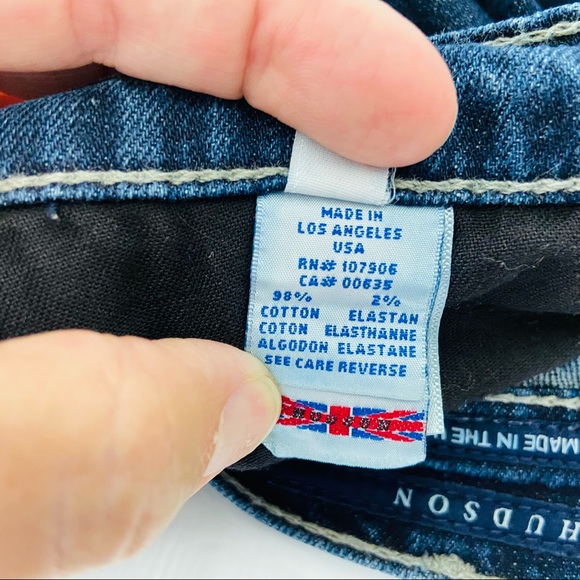 MADE IN
LOS ANGELES
USA
RN# 107906
CA# 00635
98% 2%
COTTON ELASTAN
COTON ELASTHANNE
ALGODON ELASTANE
SEE CARE REVERSE
HUDSON
MADE IN THE
HUDSON